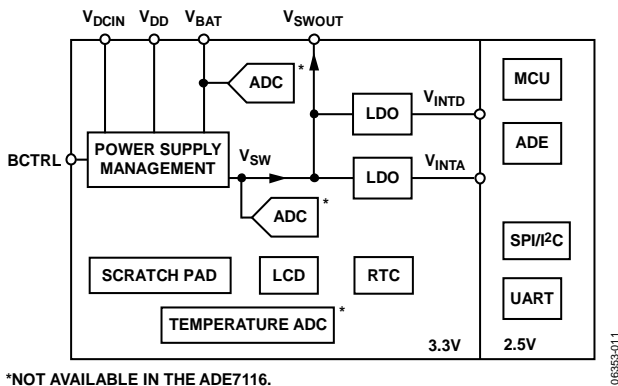 VDCIN VDD VBAT VSWOUT
ADC *
MCU
LDO VINTD
ADE
BCTRL POWER SUPPLY
MANAGEMENT
VSW
LDO VINTA
ADC *
SPI/I2C
SCRATCH PAD LCD RTC
UART
TEMPERATURE ADC *
3.3V 2.5V
*NOT AVAILABLE IN THE ADE7116.
06353-011